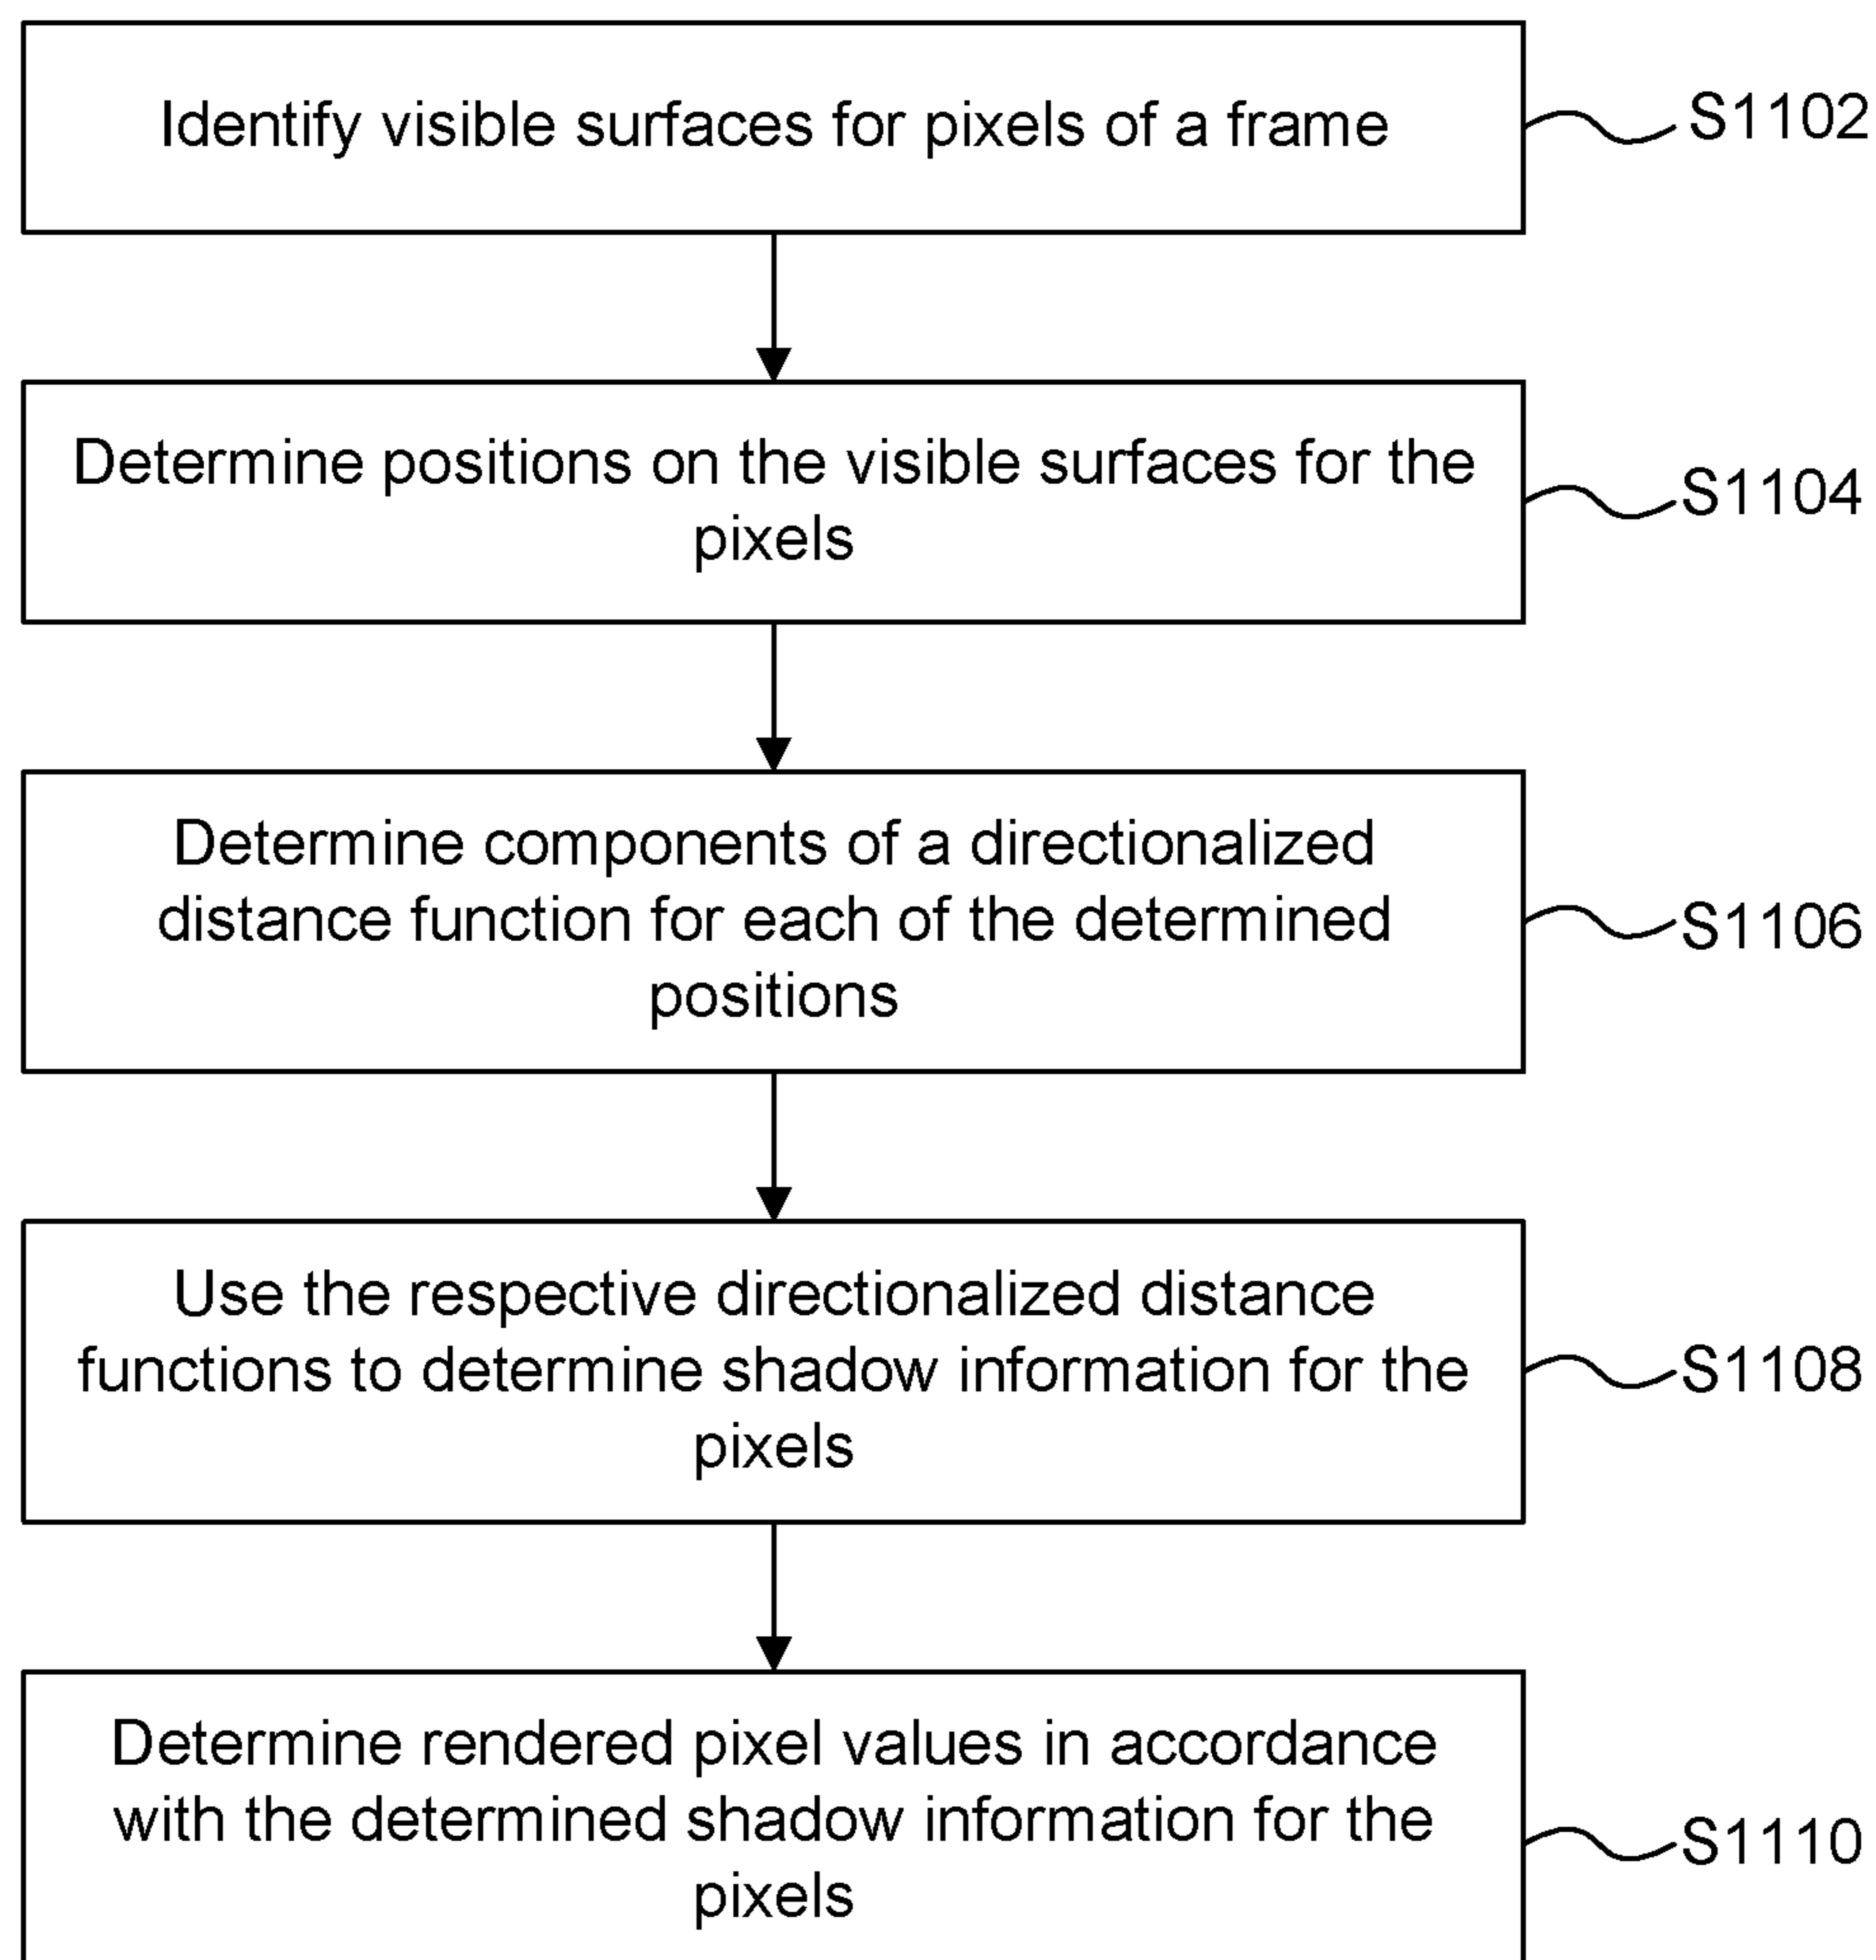 Identify visible surfaces for pixels of a frame
S1102
Determine positions on the visible surfaces for the
pixels
S1104
Determine components of a directionalized
distance function for each of the determined
positions
S1106
Use the respective directionalized distance
functions to determine shadow information for the
pixels
S1108
Determine rendered pixel values in accordance
with the determined shadow information for the
pixels
S1110